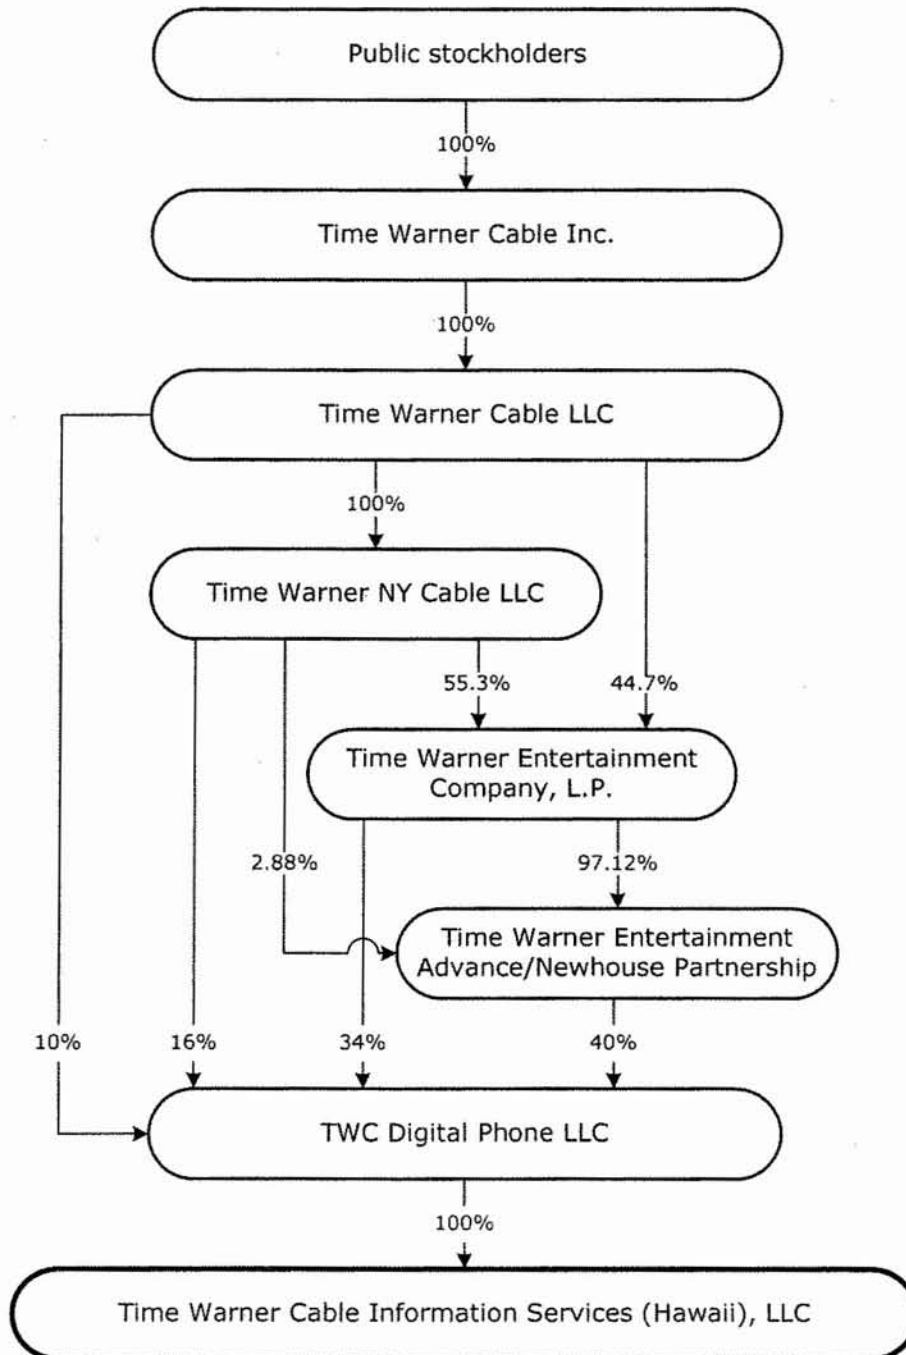 Public stockholders
100%
Time Warner Cable Inc.
100%
Time Warner Cable LLC
100%
Time Warner NY Cable LLC
55.3%
44.7%
Time Warner Entertainment
Company, L.P.
2.88%
97.12%
Time Warner Entertainment
Advance/Newhouse Partnership
10%
16%
34%
40%
TWC Digital Phone LLC
100%
Time Warner Cable Information Services (Hawaii), LLC